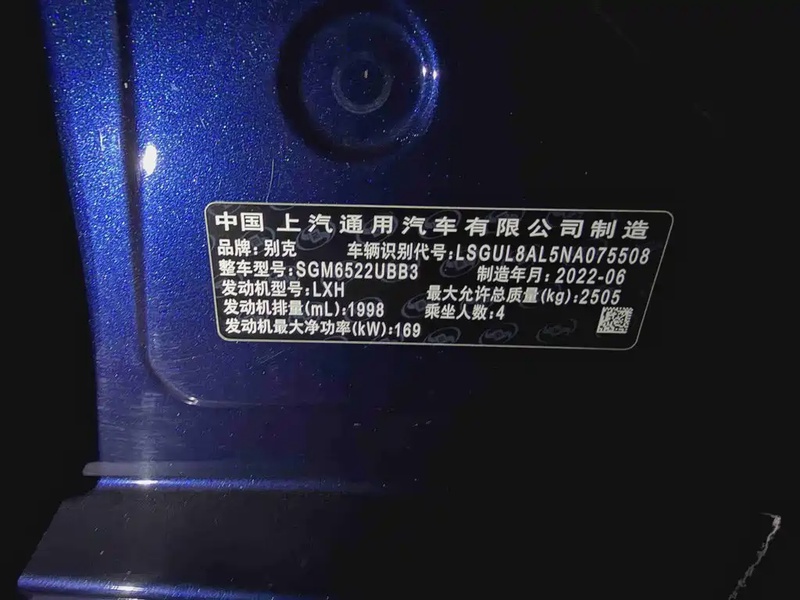 中国 上汽通用汽车有限公司制造
品牌:别克 车辆识别代号:LSGUL8AL5NA075508
整车型号:SGM6522UBB3 制造年月:2022-06
发动机型号:LXH 最大允许总质量(kg):2505
发动机排量(mL):1998 乘坐人数:4
发动机最大净功率(kW):169